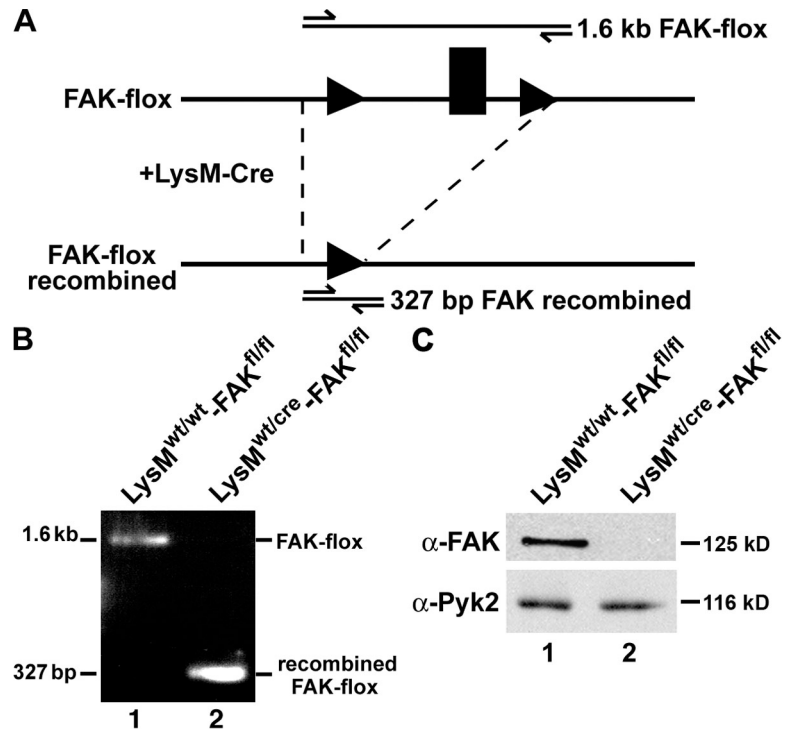 A
1.6 kb FAK-flox
FAK-flox
+LysM-Cre
FAK-flox
recombined
327 bp FAK recombined
B
LysMwt/wt-FAKfl/fl
LysMwt/cre-FAKfl/fl
1.6 kb
FAK-flox
327 bp
recombined
FAK-flox
1 2
C
LysMwt/wt-FAKfl/fl
LysMwt/cre-FAKfl/fl
α-FAK
125 kD
α-Pyk2
116 kD
1 2